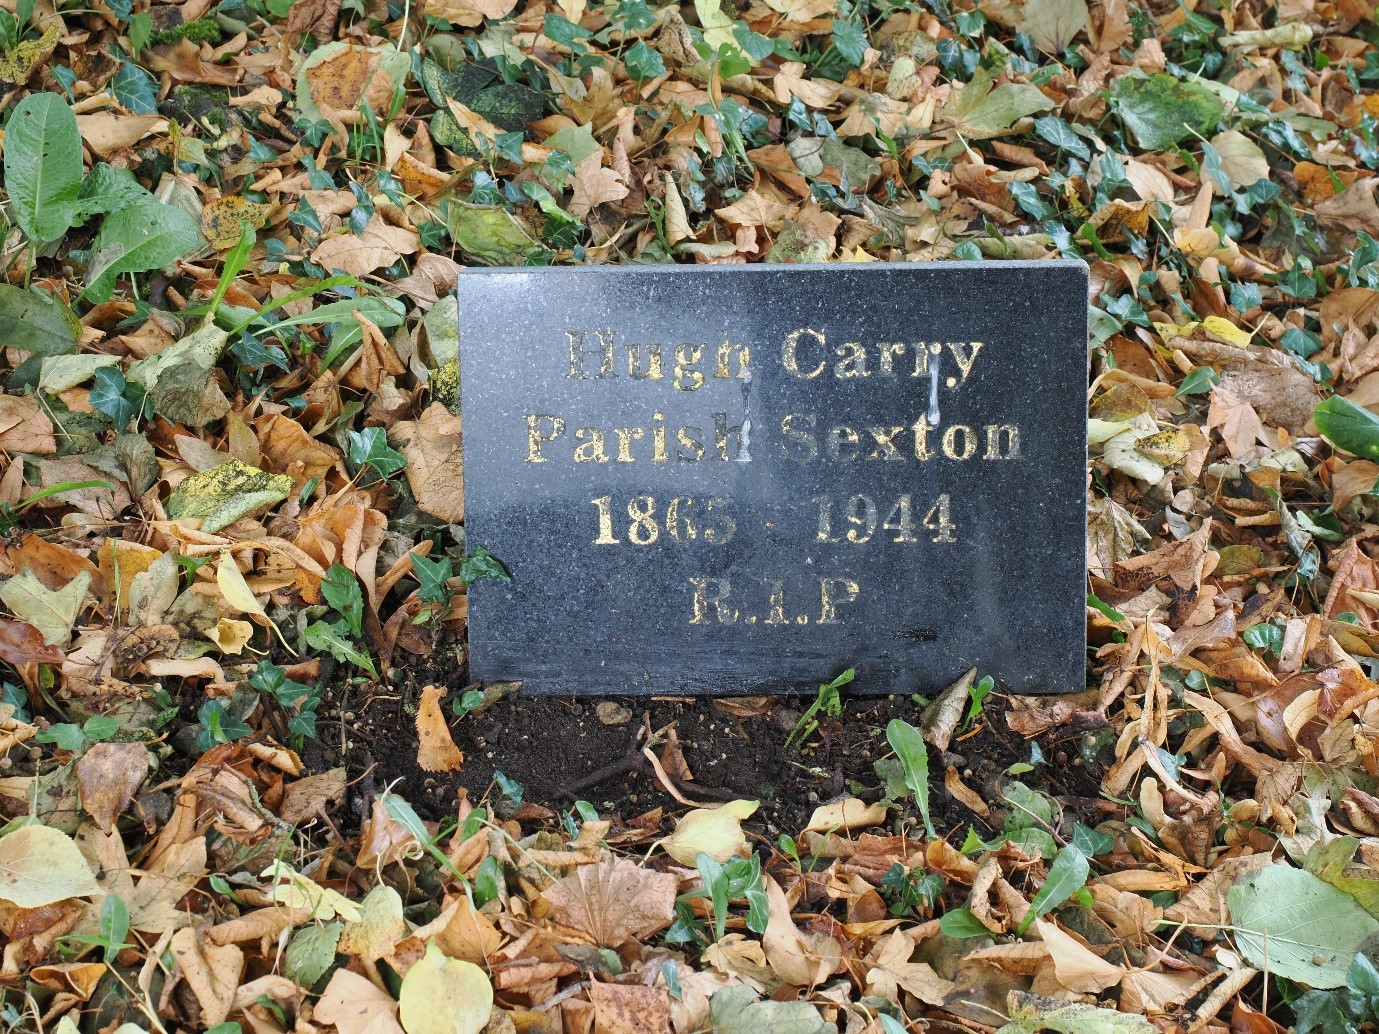 Hugh Carry
Parish Sexton
1865 - 1944
R.I.P